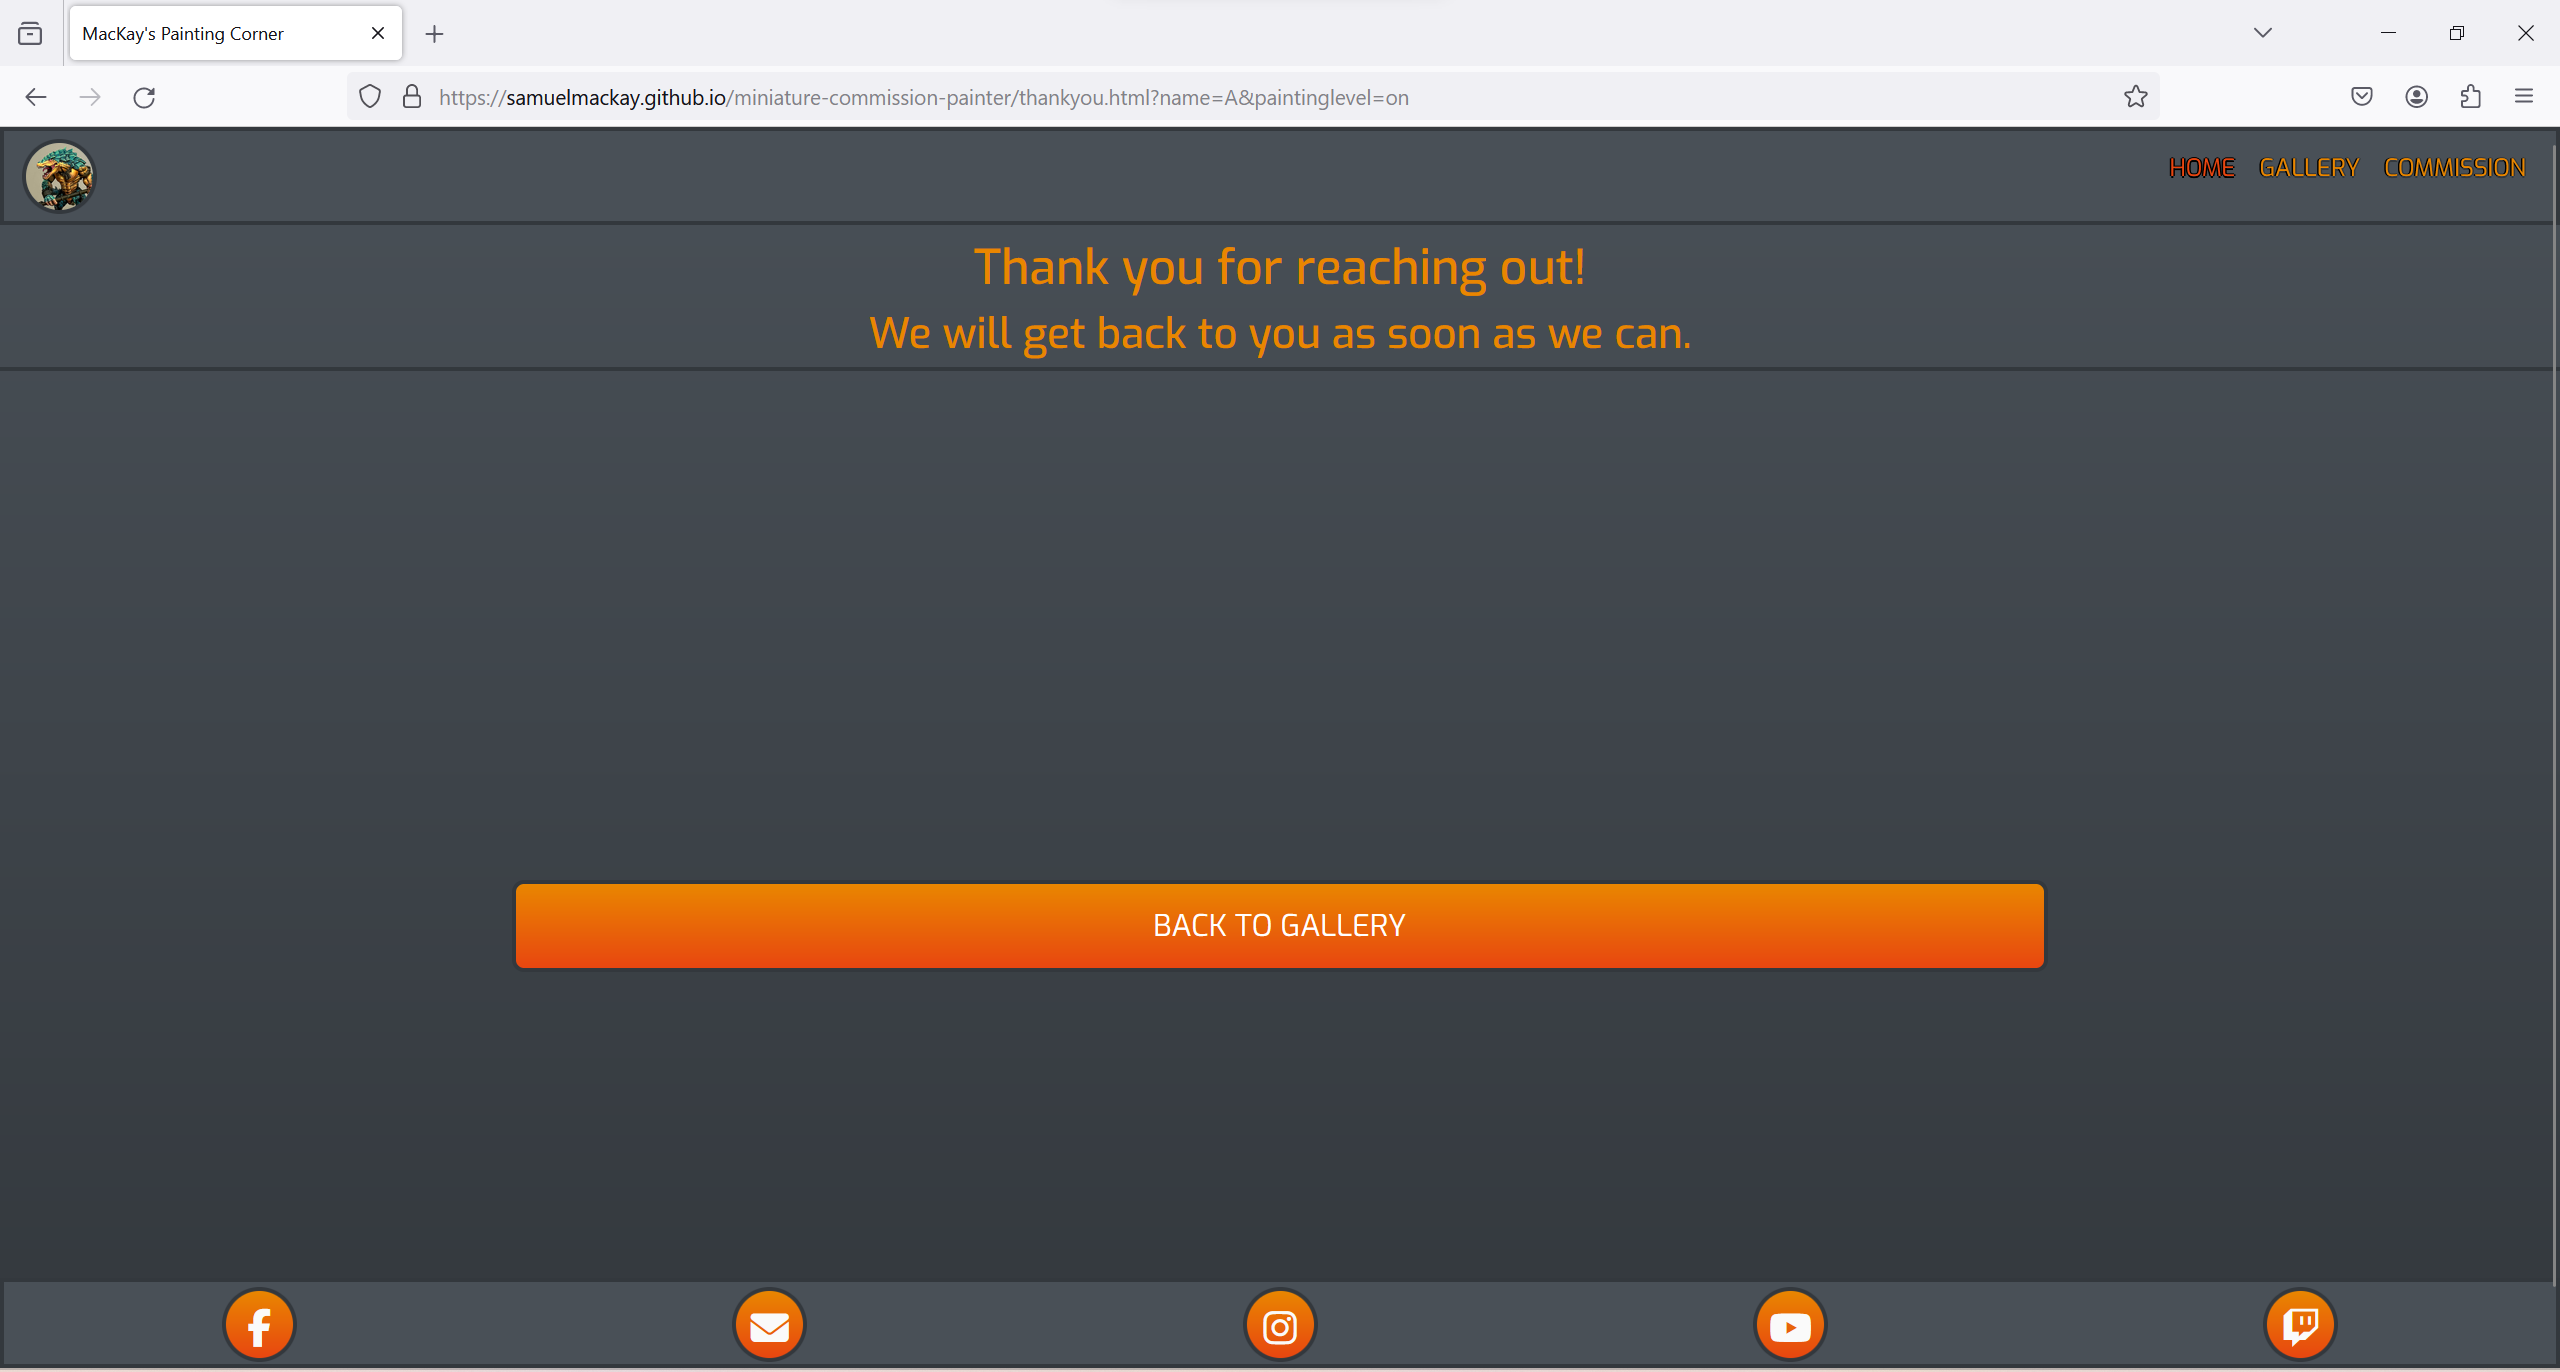 MacKay's Painting Corner
https://samuelmackay.github.io/miniature-commission-painter/thankyou.html?name=A&paintinglevel=on
HOME GALLERY COMMISSION
Thank you for reaching out!
We will get back to you as soon as we can.
BACK TO GALLERY